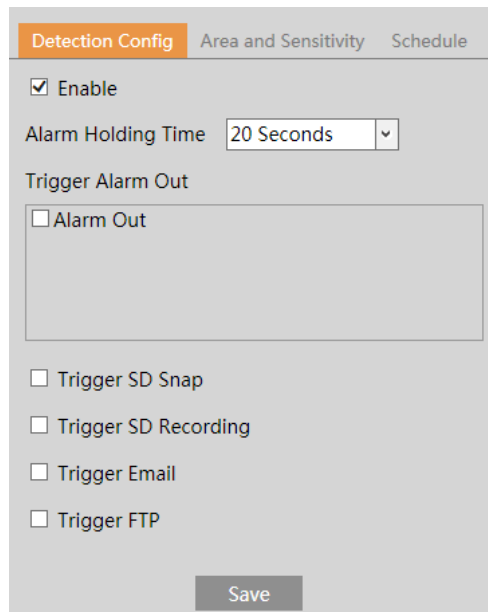 Detection Config Area and Sensitivity Schedule
Enable
Alarm Holding Time 20 Seconds
Trigger Alarm Out
Alarm Out
Trigger SD Snap
Trigger SD Recording
Trigger Email
Trigger FTP
Save